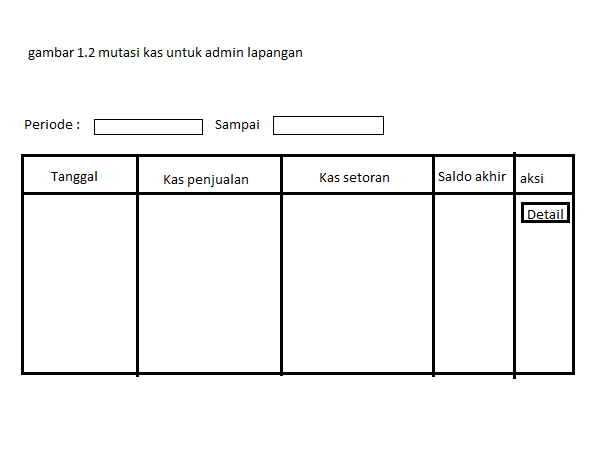 gambar 1.2 mutasi kas untuk admin lapangan
Periode : Sampai
Tanggal Kas penjualan Kas setoran Saldo akhir aksi
Detail